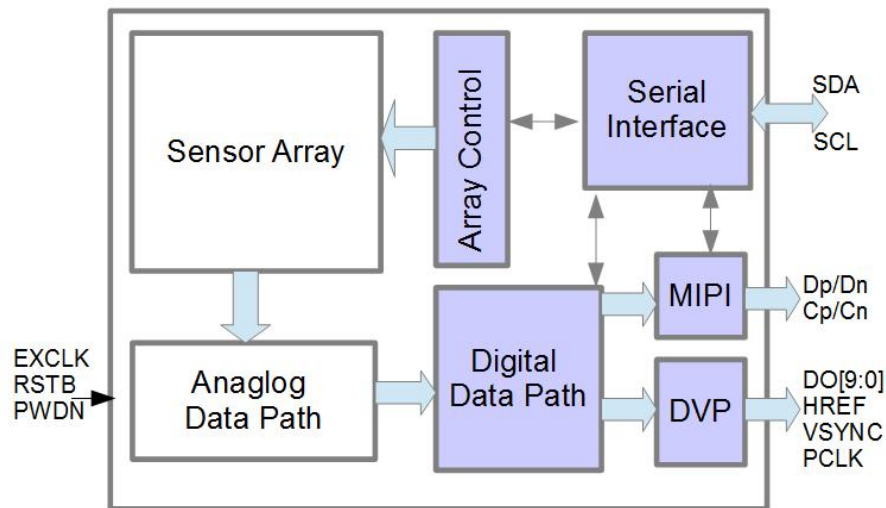 Sensor Array
Array Control
Serial
Interface
SDA
SCL
MIPI
Dp/Dn
Cp/Cn
EXCLK
RSTB
PWDN
Anaglog
Data Path
Digital
Data Path
DVP
DO[9:0]
HREF
VSYNC
PCLK